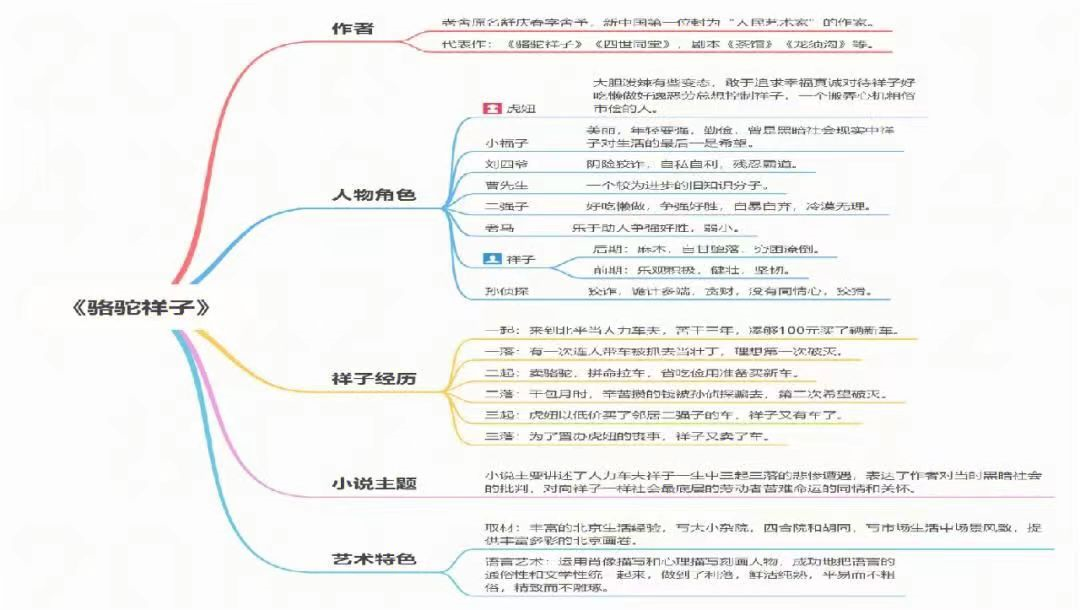 《骆驼祥子》
作者
老舍原名舒庆春字舍予，新中国第一位封为“人民艺术家”的作家。
代表作：《骆驼祥子》《四世同堂》，剧本《茶馆》《龙须沟》等。
人物角色
虎妞
大胆泼辣有些变态，敢于追求幸福真诚对待祥子好
吃懒做好逸恶劳总想控制祥子，一个搬弄心机粗俗
市侩的人。
小福子
美丽，年轻要强，勤俭，曾是黑暗社会现实中祥
子对生活的最后一是希望。
刘四爷
阴险狡诈，自私自利，残忍霸道。
曹先生
一个较为进步的旧知识分子。
二强子
好吃懒做，争强好胜，自暴自弃，冷漠无理。
老马
乐于助人争强好胜，弱小。
祥子
后期：麻木，自甘堕落，穷困潦倒。
前期：乐观积极，健壮，坚韧。
孙侦探
狡诈，诡计多端，贪财，没有同情心，狡猾。
祥子经历
一起：来到北平当人力车夫，苦干三年，凑够100元买了辆新车。
一落：有一次连人带车被抓去当壮丁，理想第一次破灭。
二起：卖骆驼，拼命拉车，省吃俭用准备买新车。
二落：干包月时，辛苦攒的钱被孙侦探骗去，第二次希望破灭。
三起：虎妞以低价买了邻居二强子的车，祥子又有车了。
三落：为了置办虎妞的丧事，祥子又卖了车。
小说主题
小说主要讲述了人力车夫祥子一生中三起三落的悲惨遭遇，表达了作者对当时黑暗社会
的批判，对向祥子一样社会最底层的劳动者苦难命运的同情和关怀。
艺术特色
取材：丰富的北京生活经验，写大小杂院，四合院和胡同，写市场生活中场景风致，提
供丰富多彩的北京画卷。
语言艺术：运用肖像描写和心理描写刻画人物，成功地把语言的
通俗性和文学性统一起来，做到了利落，鲜活纯熟，平易而不粗
俗，精致而不雕琢。